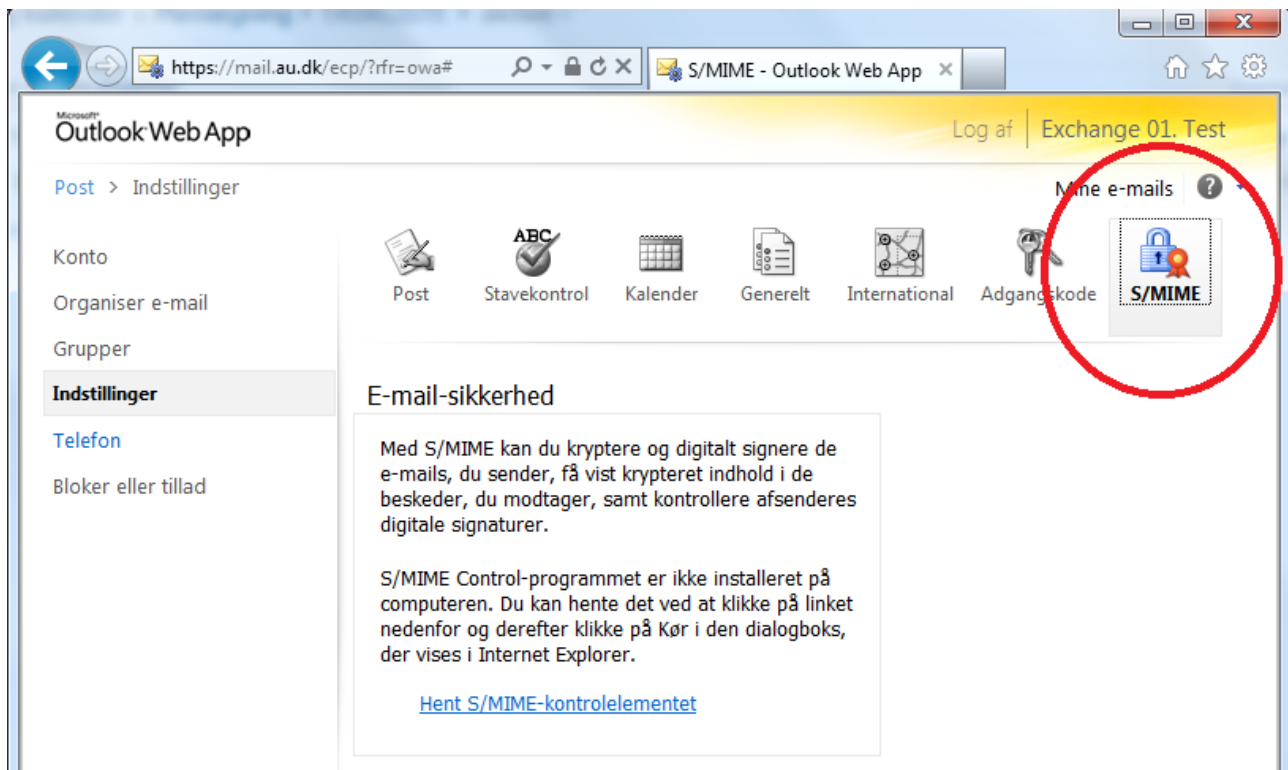 https://mail.au.dk/ecp/?rfr=owa#
S/MIME - Outlook Web App
Microsoft
Outlook Web App
Log af
Exchange 01. Test
Post > Indstillinger
Mine e-mails
Konto
Organiser e-mail
Grupper
Indstillinger
Telefon
Bloker eller tillad
ABC
Post
Stavekontrol
Kalender
Generelt
International
Adgangskode
S/MIME
E-mail-sikkerhed
Med S/MIME kan du kryptere og digitalt signere de
e-mails, du sender, få vist krypteret indhold i de
beskeder, du modtager, samt kontrollere afsenderes
digitale signaturer.
S/MIME Control-programmet er ikke installeret på
computeren. Du kan hente det ved at klikke på linket
nedenfor og derefter klikke på Kør i den dialogboks,
der vises i Internet Explorer.
Hent S/MIME-kontrolelementet